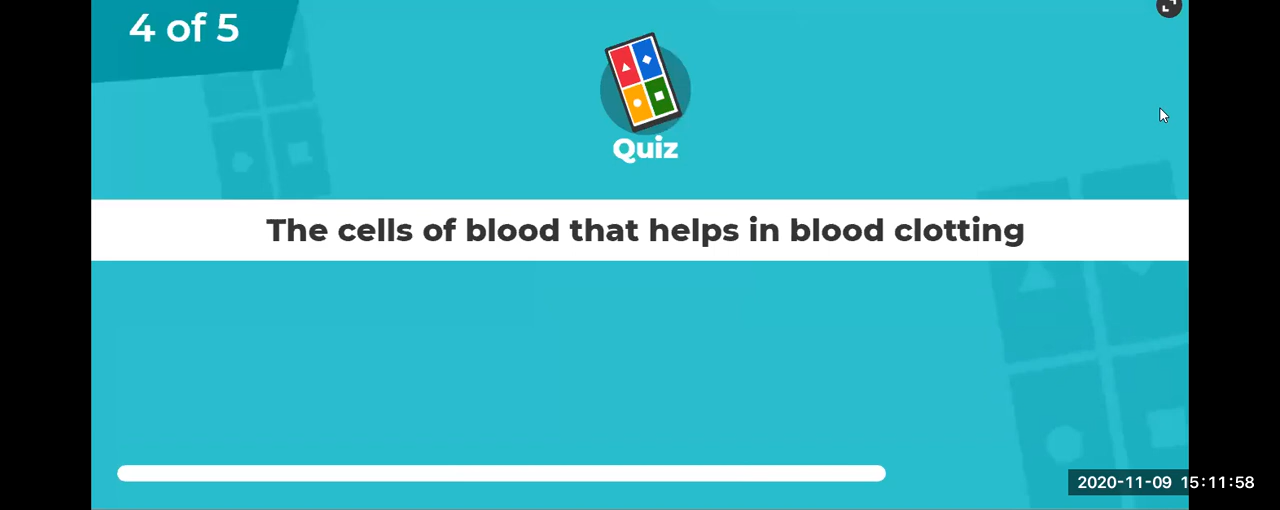 4 of 5
Quiz
The cells of blood that helps in blood clotting
2020-11-09 15:11:58